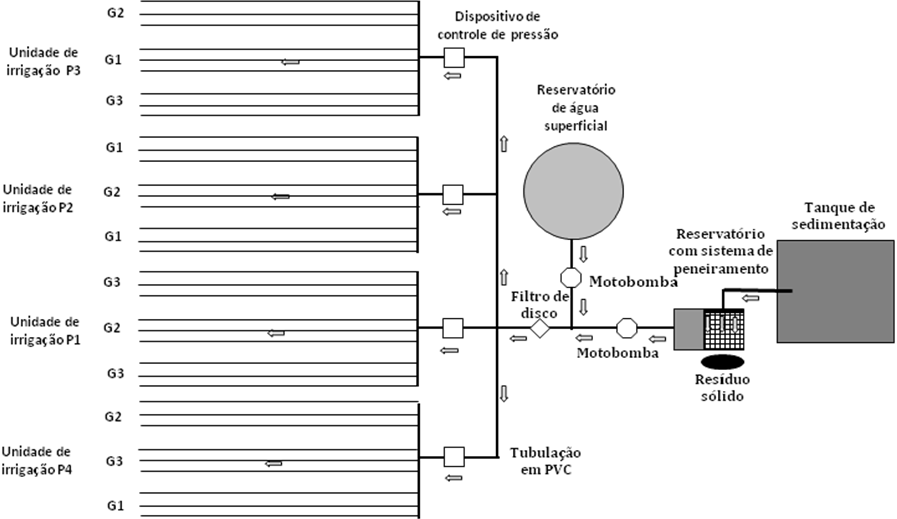 G2
Unidade de
irrigação P3
G1
G3
Dispositivo de
controle de pressão
Reservatório
de água
superficial
G1
Unidade de
irrigação P2
G2
G1
Tanque de
sedimentação
Reservatório
com sistema de
peneiramento
Motobomba
Filtro de
disco
Motobomba
Resíduo
sólido
G3
Unidade de
irrigação P1
G2
G3
G2
Unidade de
irrigação P4
G3
G1
Tubulação
em PVC